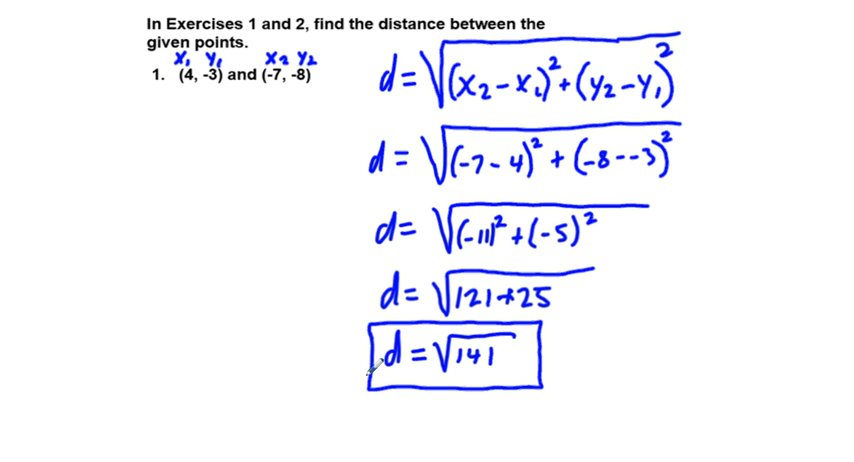 In Exercises 1 and 2, find the distance between the
given points.
x₁ y₁ x₂ y₂
1. (4, -3) and (-7, -8)
d = √(x₂ - x₁)² + (y₂ - y₁)²
d = √(-7 - 4)² + (-8 - -3)²
d = √(-11)² + (-5)²
d = √121 + 25
d = √141